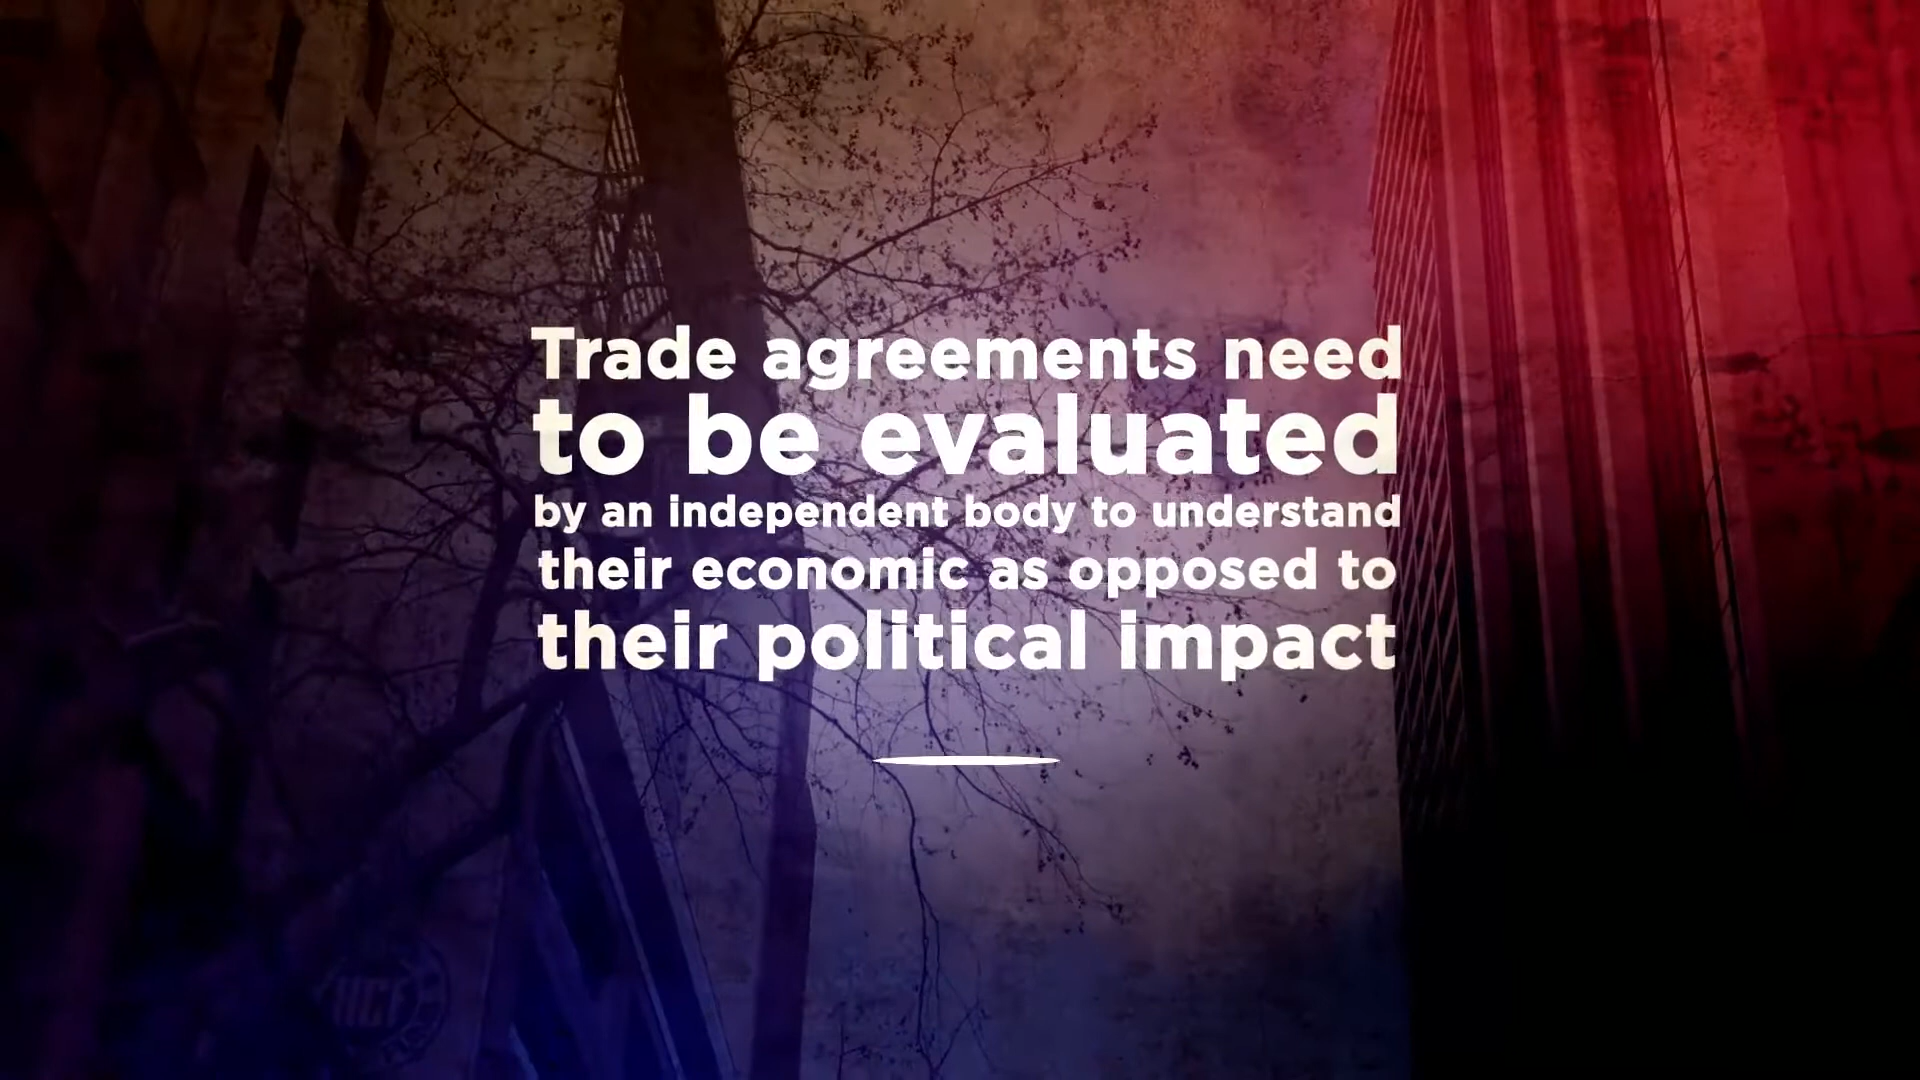 Trade agreements need
to be evaluated
by an independent body to understand
their economic as opposed to
their political impact